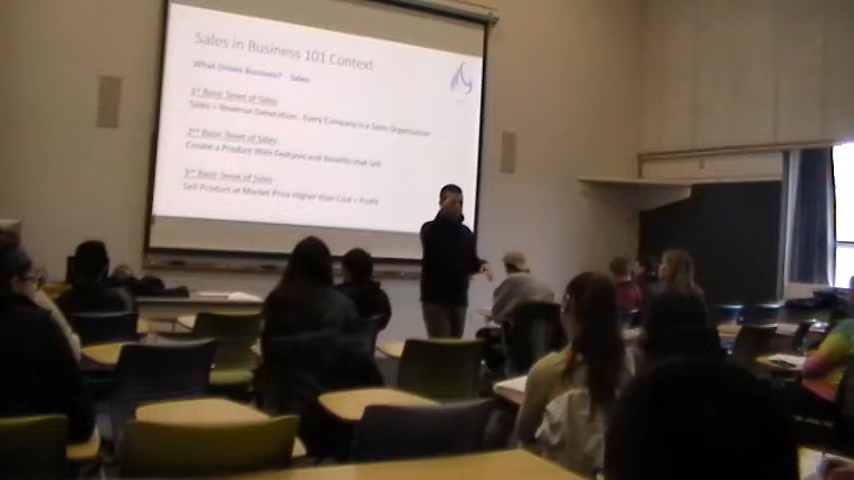 Sales in Business 101 Context
What Drives Business? - Sales
1st Basic Tenet of Sales
Sales = Revenue Generation - Every Company is a Sales Organization
2nd Basic Tenet of Sales
Create a Product With Features and Benefits that Sell
3rd Basic Tenet of Sales
Sell Product at Market Price Higher than Cost = Profit